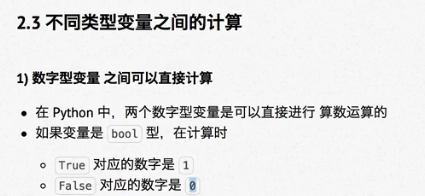 2.3 不同类型变量之间的计算
1) 数字型变量 之间可以直接计算
• 在 Python 中，两个数字型变量是可以直接进行 算数运算的
• 如果变量是 bool 型，在计算时
◦ True 对应的数字是 1
◦ False 对应的数字是 0